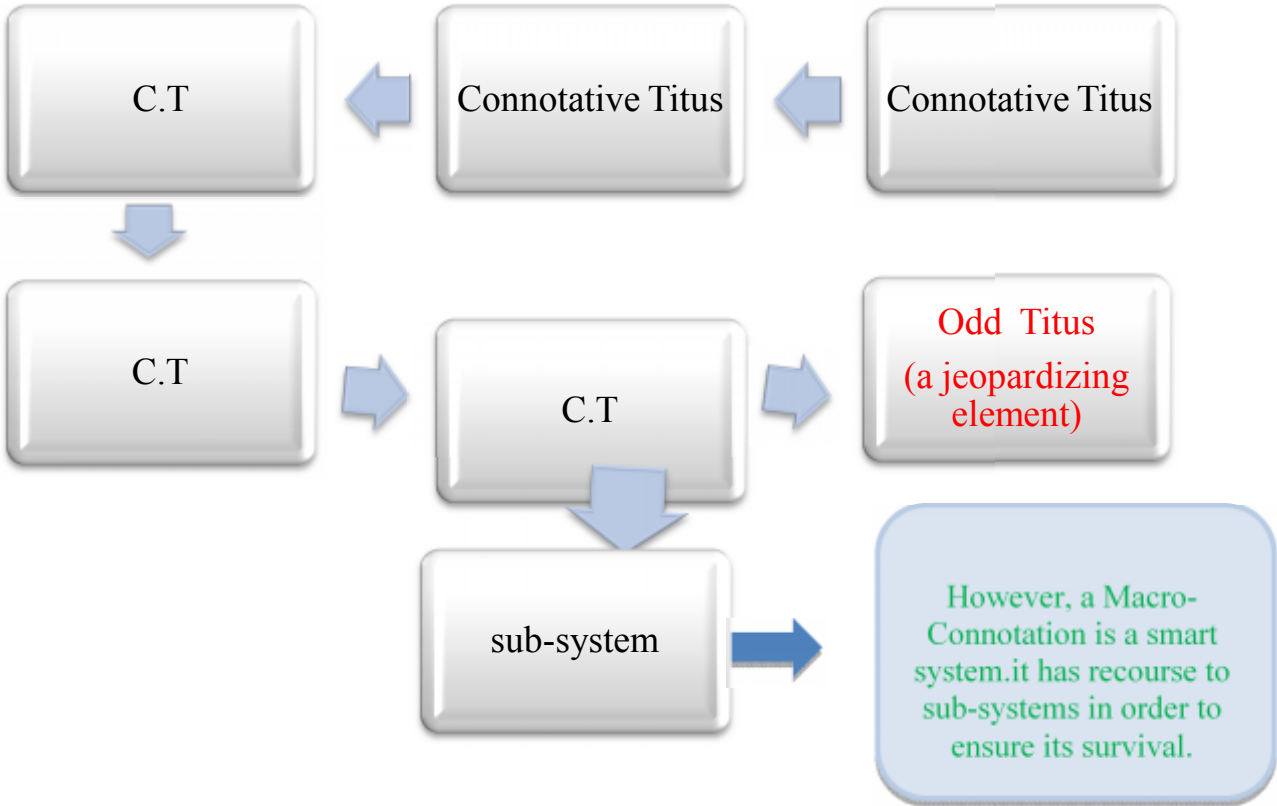 C.T
Connotative Titus
Connotative Titus
C.T
C.T
Odd Titus
(a jeopardizing
element)
sub-system
However, a Macro-
Connotation is a smart
system.it has recourse to
sub-systems in order to
ensure its survival.